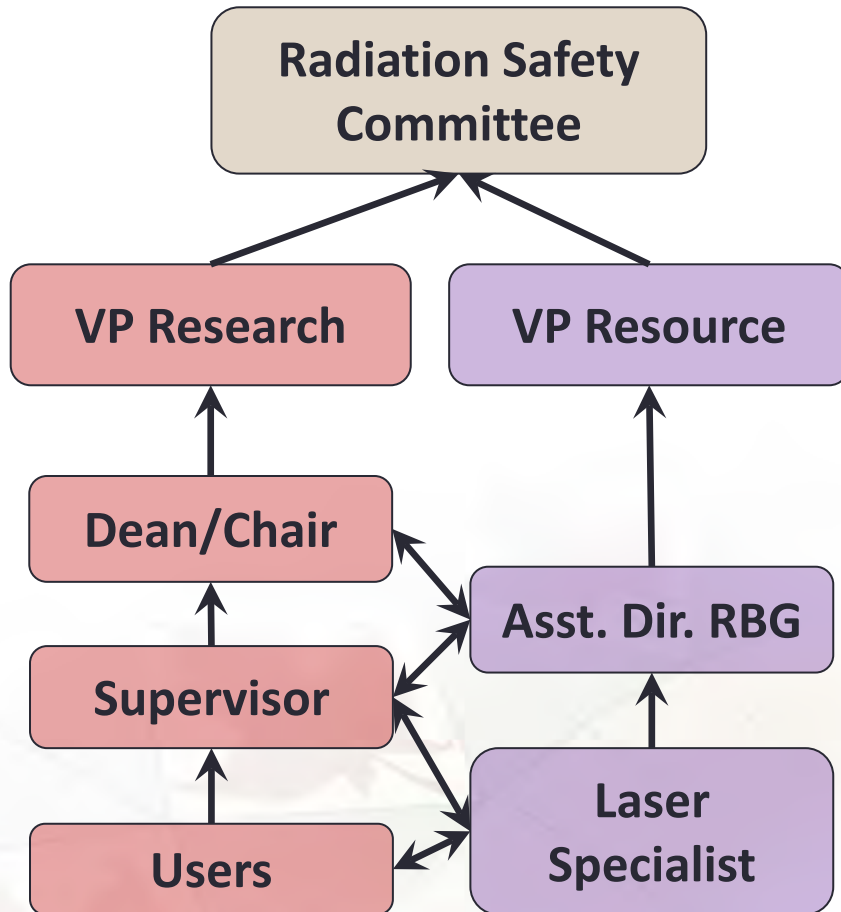 Radiation Safety
Committee
VP Research
VP Resource
Dean/Chair
Asst. Dir. RBG
Supervisor
Laser
Specialist
Users